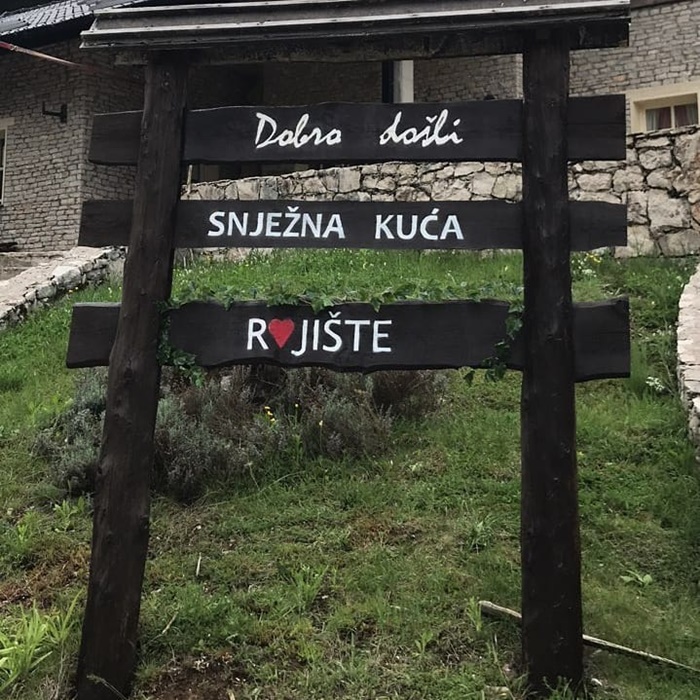 Dobro došli
SNJEŽNA KUĆA
R❤JIŠTE